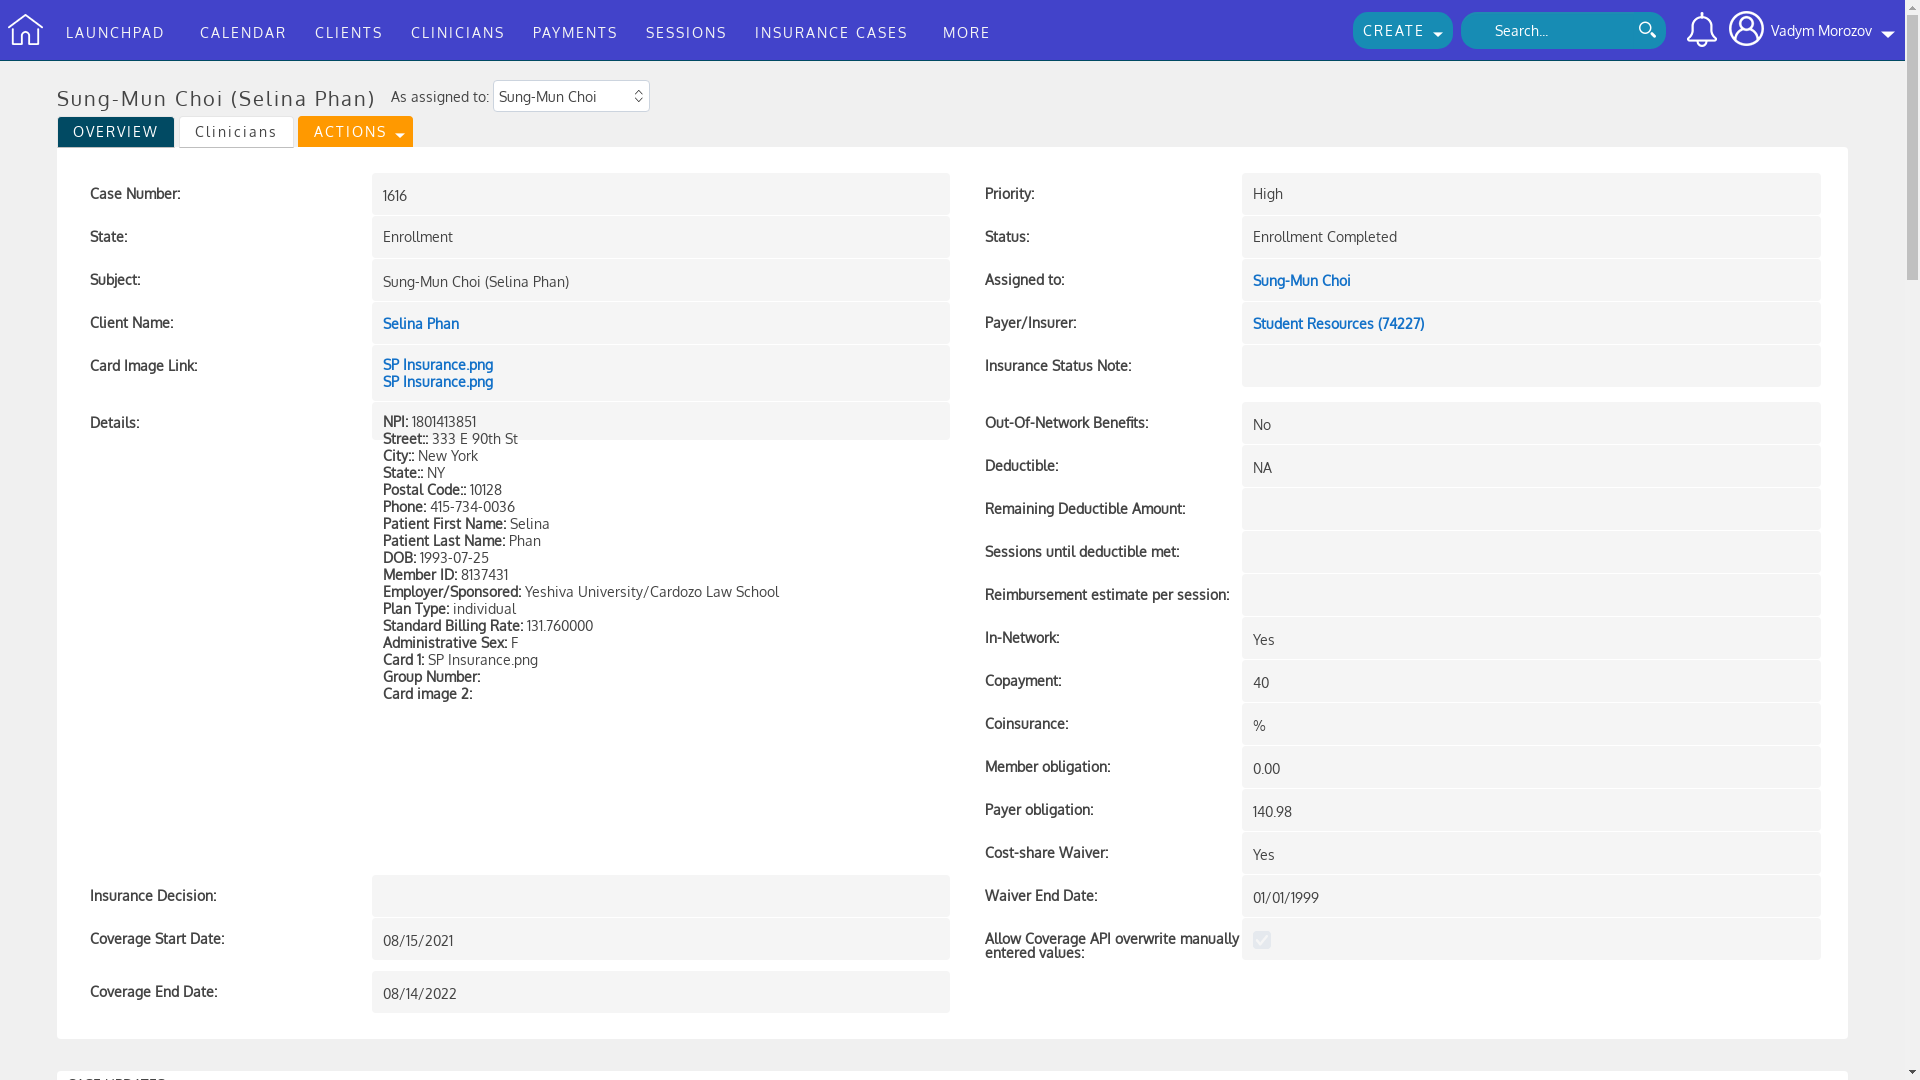 LAUNCHPAD CALENDAR CLIENTS CLINICIANS PAYMENTS SESSIONS INSURANCE CASES MORE CREATE Search... Vadym Morozov
Sung-Mun Choi (Selina Phan) As assigned to: Sung-Mun Choi
OVERVIEW Clinicians ACTIONS
Case Number: 1616 Priority: High
State: Enrollment Status: Enrollment Completed
Subject: Sung-Mun Choi (Selina Phan) Assigned to: Sung-Mun Choi
Client Name: Selina Phan Payer/Insurer: Student Resources (74227)
Card Image Link: SP Insurance.png Insurance Status Note:
SP Insurance.png
Details:
NPI: 1801413851
Street:: 333 E 90th St
City:: New York
State:: NY
Postal Code:: 10128
Phone: 415-734-0036
Patient First Name: Selina
Patient Last Name: Phan
DOB: 1993-07-25
Member ID: 8137431
Employer/Sponsored: Yeshiva University/Cardozo Law School
Plan Type: individual
Standard Billing Rate: 131.760000
Administrative Sex: F
Card 1: SP Insurance.png
Group Number:
Card image 2:
Out-Of-Network Benefits: No
Deductible: NA
Remaining Deductible Amount:
Sessions until deductible met:
Reimbursement estimate per session:
In-Network: Yes
Copayment: 40
Coinsurance: %
Member obligation: 0.00
Payer obligation: 140.98
Cost-share Waiver: Yes
Insurance Decision: Waiver End Date: 01/01/1999
Coverage Start Date: 08/15/2021 Allow Coverage API overwrite manually
entered values:
Coverage End Date: 08/14/2022
CASE UPDATES